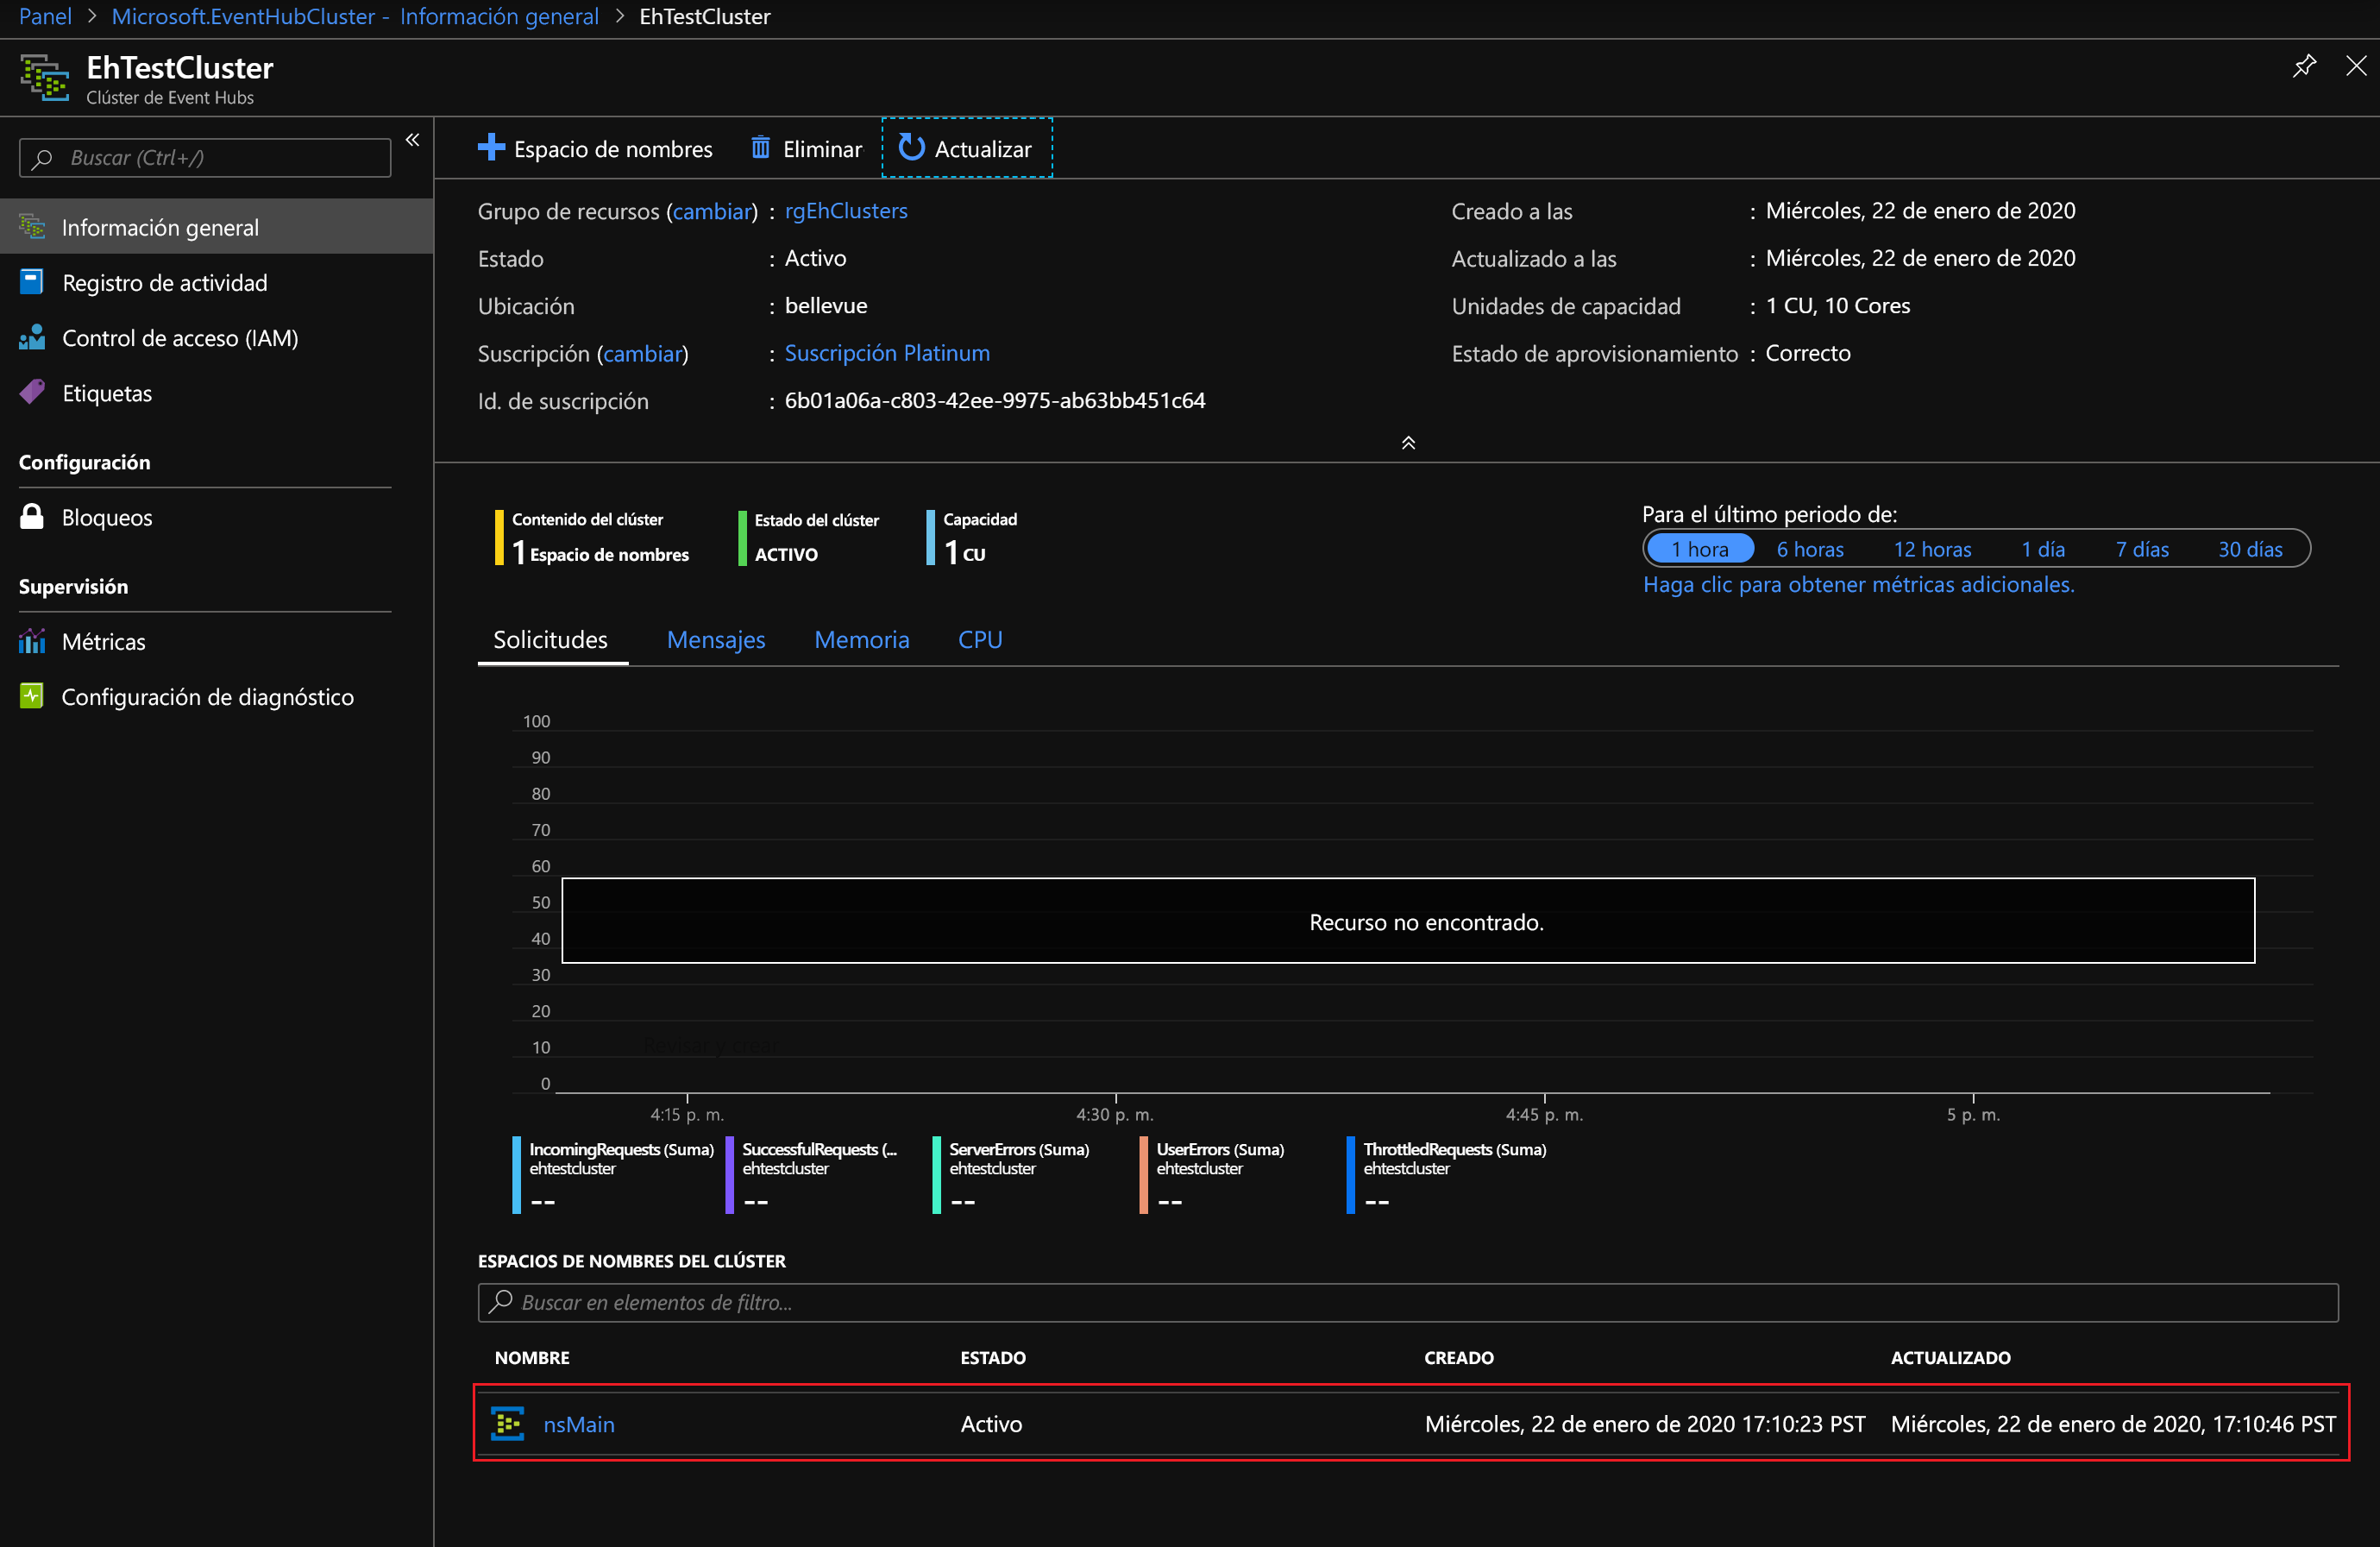 Panel > Microsoft.EventHubCluster - Información general > EhTestCluster
EhTestCluster
Clúster de Event Hubs
Buscar (Ctrl+/)
«
Información general
Registro de actividad
Control de acceso (IAM)
Etiquetas
Configuración
Bloqueos
Supervisión
Métricas
Configuración de diagnóstico
Espacio de nombres Eliminar Actualizar
Grupo de recursos (cambiar) : rgEhClusters
Estado : Activo
Ubicación : bellevue
Suscripción (cambiar) : Suscripción Platinum
Id. de suscripción : 6b01a06a-c803-42ee-9975-ab63bb451c64
Creado a las : Miércoles, 22 de enero de 2020
Actualizado a las : Miércoles, 22 de enero de 2020
Unidades de capacidad : 1 CU, 10 Cores
Estado de aprovisionamiento : Correcto
Contenido del clúster
1 Espacio de nombres
Estado del clúster
ACTIVO
Capacidad
1 CU
Para el último periodo de:
1 hora 6 horas 12 horas 1 día 7 días 30 días
Haga clic para obtener métricas adicionales.
Solicitudes Mensajes Memoria CPU
100
90
80
70
60
50
40
30
20
10
0
Recurso no encontrado.
Revisar y crear
4:15 p. m. 4:30 p. m. 4:45 p. m. 5 p. m.
IncomingRequests (Suma)
ehtestcluster
--
SuccessfulRequests (...
ehtestcluster
--
ServerErrors (Suma)
ehtestcluster
--
UserErrors (Suma)
ehtestcluster
--
ThrottledRequests (Suma)
ehtestcluster
--
ESPACIOS DE NOMBRES DEL CLÚSTER
Buscar en elementos de filtro...
NOMBRE ESTADO CREADO ACTUALIZADO
nsMain Activo Miércoles, 22 de enero de 2020 17:10:23 PST Miércoles, 22 de enero de 2020, 17:10:46 PST